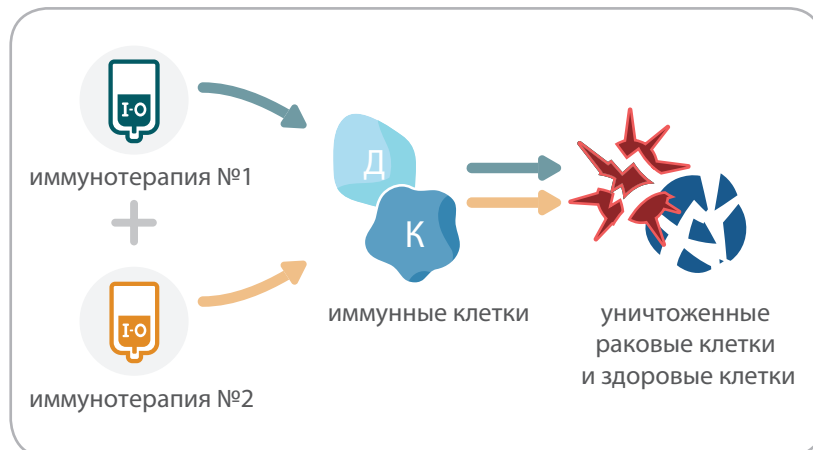 I-O
иммунотерапия №1
+
I-O
иммунотерапия №2
Д
К
иммунные клетки
уничтоженные
раковые клетки
и здоровые клетки